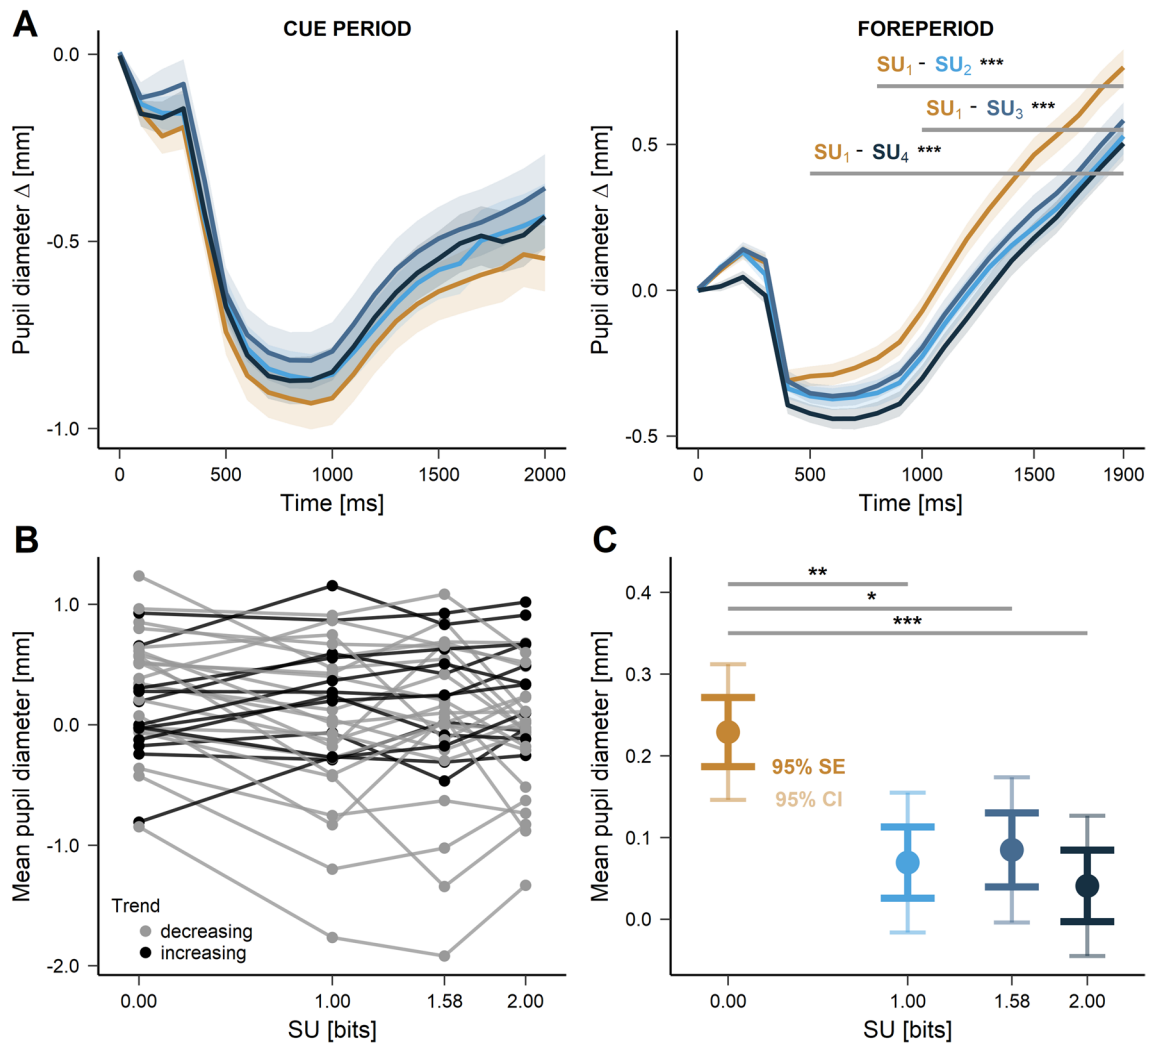 A
CUE PERIOD
0.0
-0.5
-1.0
Pupil diameter Δ [mm]
0
500
1000
1500
2000
Time [ms]
FOREPERIOD
SU1 - SU2 ***
SU1 - SU3 ***
SU1 - SU4 ***
0.5
0.0
-0.5
Pupil diameter Δ [mm]
0
500
1000
1500
1900
Time [ms]
B
1.0
0.0
-1.0
-2.0
Mean pupil diameter [mm]
Trend
decreasing
increasing
0.00
1.00
1.58
2.00
SU [bits]
C
**
*
***
0.4
0.3
0.2
0.1
0.0
Mean pupil diameter [mm]
95% SE
95% CI
0.00
1.00
1.58
2.00
SU [bits]